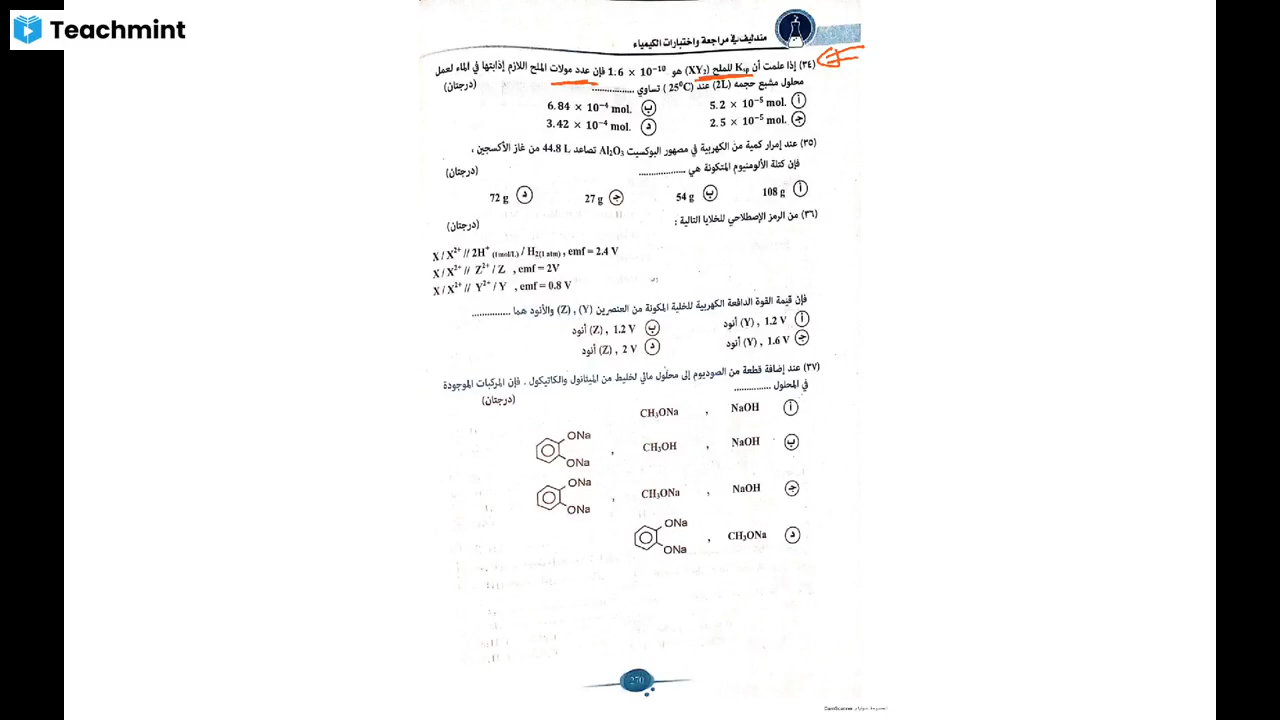 Teachmint
مندليف في مراجعة واختبارات الكيمياء
(٣٤) إذا علمت أن Ksp للملح (XY₂) هو 1.6 × 10⁻¹⁰ فإن عدد مولات الملح اللازم إذابتها في الماء لعمل
محلول مشبع حجمه (2L) عند (25⁰C) تساوي ................ (درجتان)
أ 5.2 × 10⁻⁵ mol. ب 6.84 × 10⁻⁴ mol.
ج 2.5 × 10⁻⁵ mol. د 3.42 × 10⁻⁴ mol.
(٣٥) عند إمرار كمية من الكهربية في مصهور البوكسيت Al₂O₃ تصاعد 44.8 L من غاز الأكسجين ،
فإن كتلة الألومنيوم المتكونة هي .................. (درجتان)
أ 108 g ب 54 g ج 27 g د 72 g
(٣٦) من الرمز الإصطلاحي للخلايا التالية : (درجتان)
X / X²⁺ // 2H⁺ (1mol/L) / H₂(1 atm) , emf = 2.4 V
X / X²⁺ // Z²⁺ / Z , emf = 2V
X / X²⁺ // Y²⁺ / Y , emf = 0.8 V
فإن قيمة القوة الدافعة الكهربية للخلية المكونة من العنصرين (Y) , (Z) والأنود هما ..............
أ 1.2 V , (Y) أنود ب 1.2 V , (Z) أنود
ج 1.6 V , (Y) أنود د 2 V , (Z) أنود
(٣٧) عند إضافة قطعة من الصوديوم إلى محلول مائي لخليط من الميثانول والكاتيكول . فإن المركبات الموجودة
في المحلول .............. (درجتان)
أ NaOH , CH₃ONa
ب NaOH , CH₃OH , ONa ONa
ج NaOH , CH₃ONa , ONa ONa
د CH₃ONa , ONa ONa
270
CamScanner